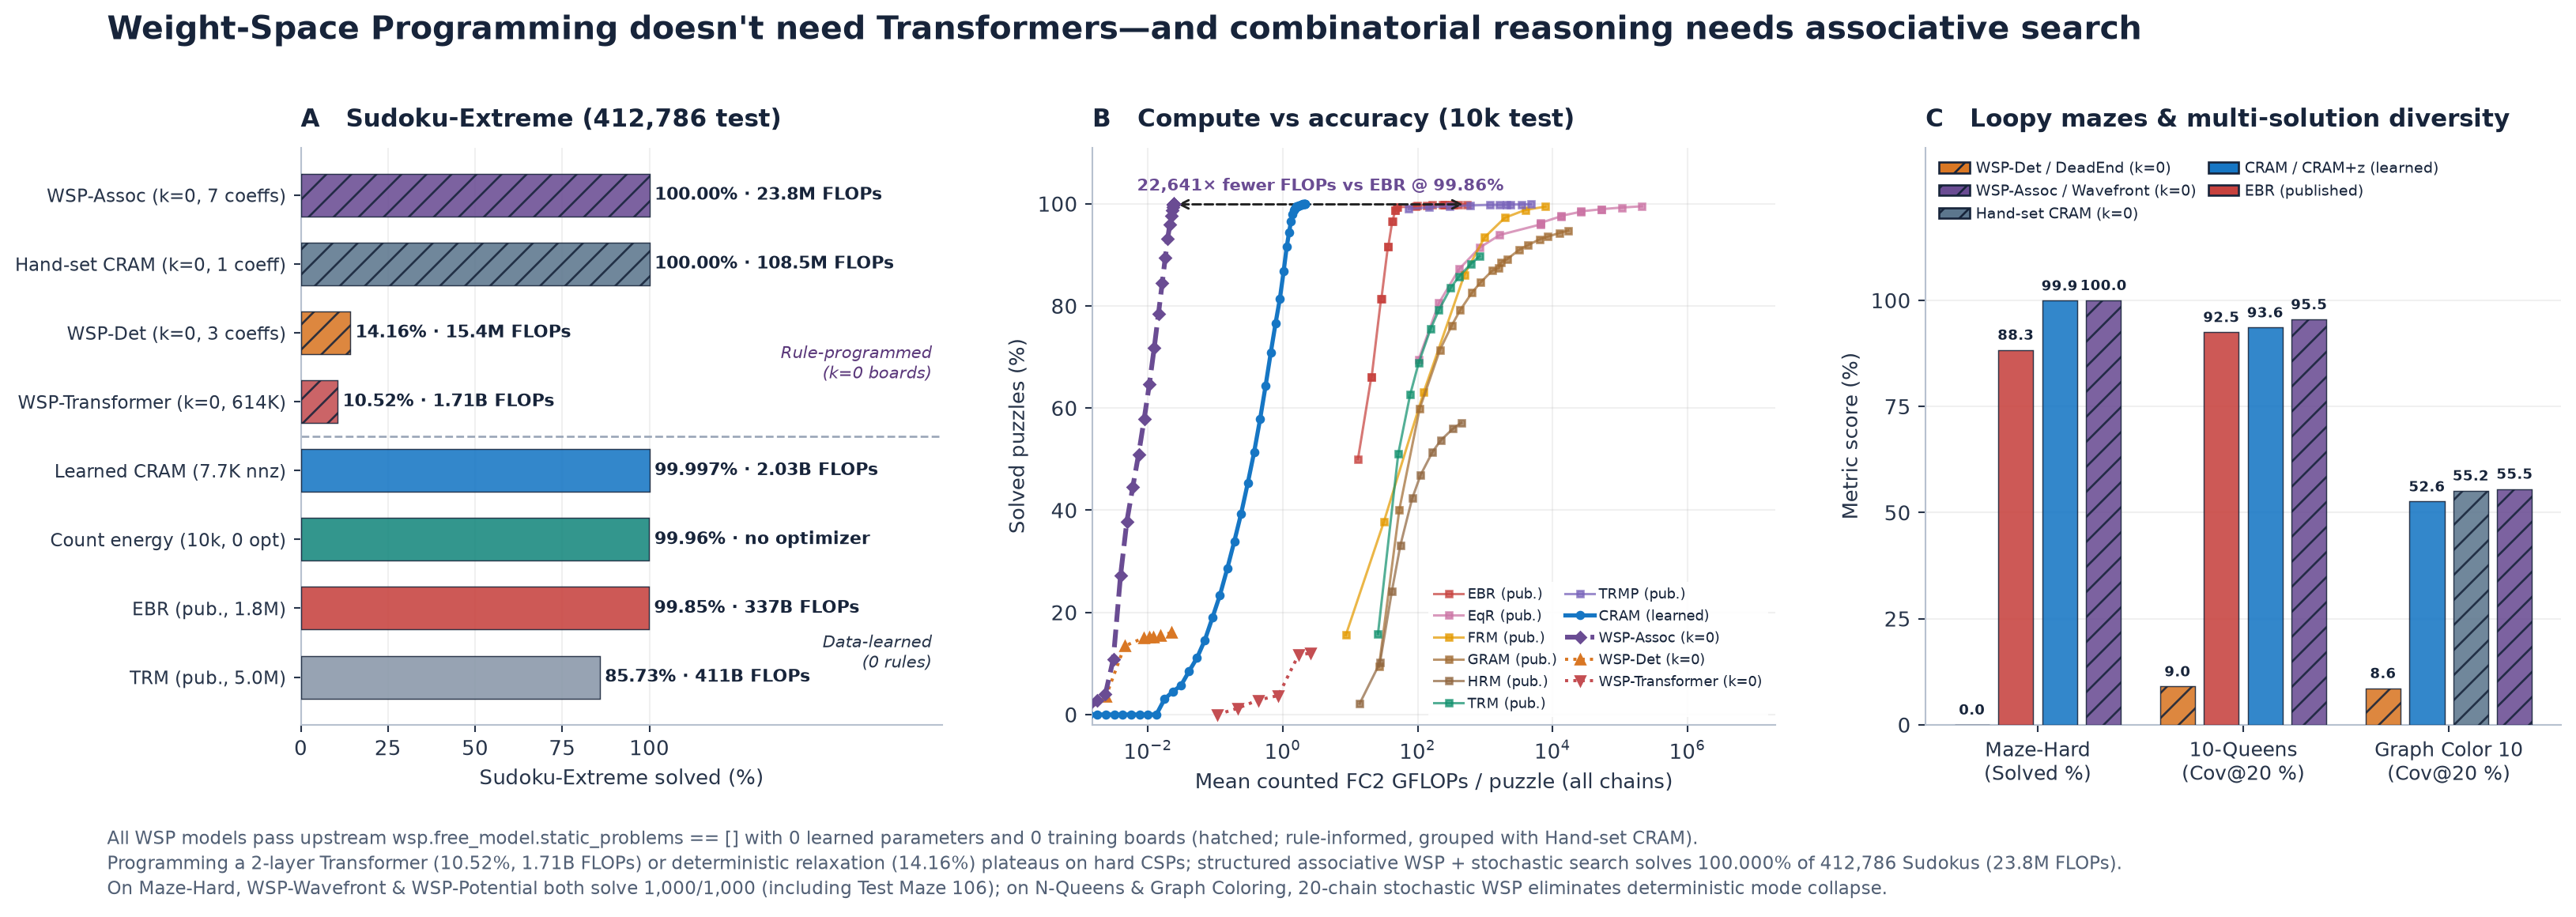 Weight-Space Programming doesn't need Transformers—and combinatorial reasoning needs associative search
A Sudoku-Extreme (412,786 test)
WSP-Assoc (k=0, 7 coeffs)
100.00% · 23.8M FLOPs
Hand-set CRAM (k=0, 1 coeff)
100.00% · 108.5M FLOPs
WSP-Det (k=0, 3 coeffs)
14.16% · 15.4M FLOPs
Rule-programmed
(k=0 boards)
WSP-Transformer (k=0, 614K)
10.52% · 1.71B FLOPs
Learned CRAM (7.7K nnz)
99.997% · 2.03B FLOPs
Count energy (10k, 0 opt)
99.96% · no optimizer
EBR (pub., 1.8M)
99.85% · 337B FLOPs
Data-learned
(0 rules)
TRM (pub., 5.0M)
85.73% · 411B FLOPs
0 25 50 75 100
Sudoku-Extreme solved (%)
B Compute vs accuracy (10k test)
22,641× fewer FLOPs vs EBR @ 99.86%
100
80
60
40
20
0
Solved puzzles (%)
EBR (pub.)
EqR (pub.)
FRM (pub.)
GRAM (pub.)
HRM (pub.)
TRM (pub.)
TRMP (pub.)
CRAM (learned)
WSP-Assoc (k=0)
WSP-Det (k=0)
WSP-Transformer (k=0)
10⁻² 10⁰ 10² 10⁴ 10⁶
Mean counted FC2 GFLOPs / puzzle (all chains)
C Loopy mazes & multi-solution diversity
WSP-Det / DeadEnd (k=0)
WSP-Assoc / Wavefront (k=0)
Hand-set CRAM (k=0)
CRAM / CRAM+z (learned)
EBR (published)
100
75
50
25
0
Metric score (%)
0.0 88.3 99.9 100.0
9.0 92.5 93.6 95.5
8.6 52.6 55.2 55.5
Maze-Hard
(Solved %)
10-Queens
(Cov@20 %)
Graph Color 10
(Cov@20 %)
All WSP models pass upstream wsp.free_model.static_problems == [] with 0 learned parameters and 0 training boards (hatched; rule-informed, grouped with Hand-set CRAM).
Programming a 2-layer Transformer (10.52%, 1.71B FLOPs) or deterministic relaxation (14.16%) plateaus on hard CSPs; structured associative WSP + stochastic search solves 100.000% of 412,786 Sudokus (23.8M FLOPs).
On Maze-Hard, WSP-Wavefront & WSP-Potential both solve 1,000/1,000 (including Test Maze 106); on N-Queens & Graph Coloring, 20-chain stochastic WSP eliminates deterministic mode collapse.